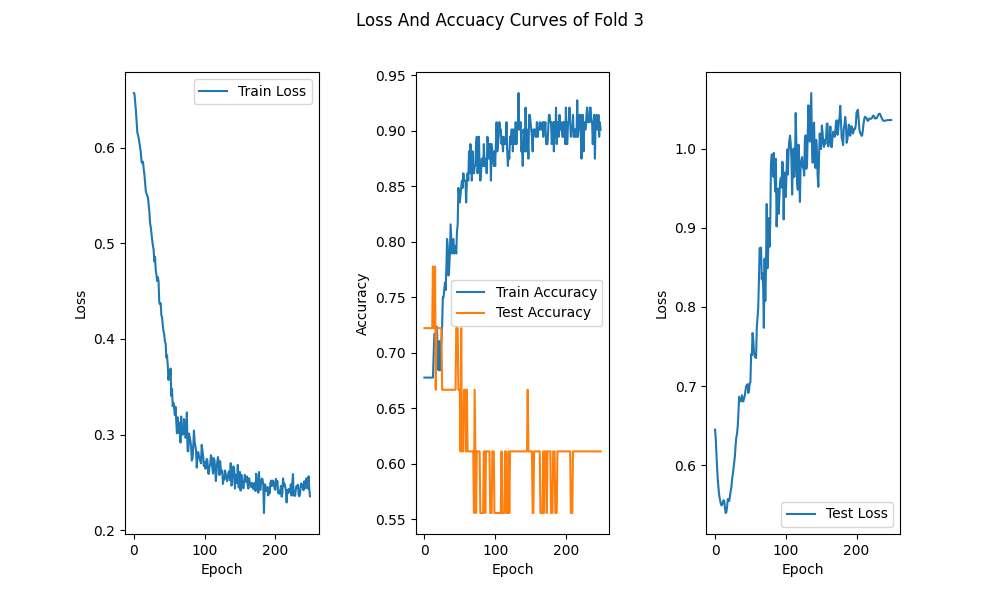 Loss And Accuacy Curves of Fold 3
Loss
0.6
0.5
0.4
0.3
0.2
0
100
200
Epoch
Train Loss
Accuracy
0.95
0.90
0.85
0.80
0.75
0.70
0.65
0.60
0.55
0
100
200
Epoch
Train Accuracy
Test Accuracy
Loss
1.0
0.9
0.8
0.7
0.6
0
100
200
Epoch
Test Loss